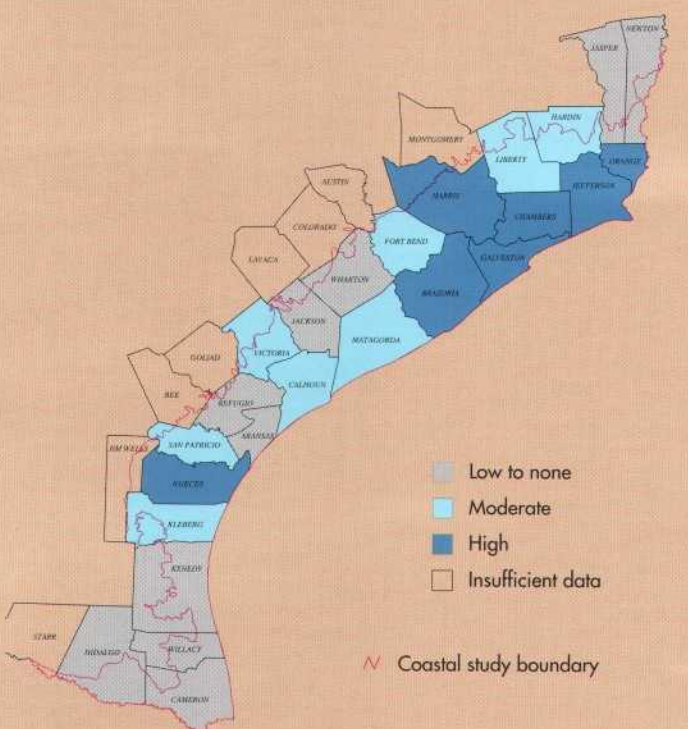 NEWTON
JASPER
HARDIN
MONTGOMERY
LIBERTY
ORANGE
JEFFERSON
AUSTIN
HARRIS
CHAMBERS
COLORADO
FORT BEND
LAVACA
GALVESTON
WHARTON
BRAZORIA
JACKSON
MATAGORDA
GOLIAD
VICTORIA
CALHOUN
BEE
REFUGIO
ARANSAS
JIM WELLS
SAN PATRICIO
NUECES
KLEBERG
KENEDY
STARR
HIDALGO
WILLACY
CAMERON
Low to none
Moderate
High
Insufficient data
Coastal study boundary